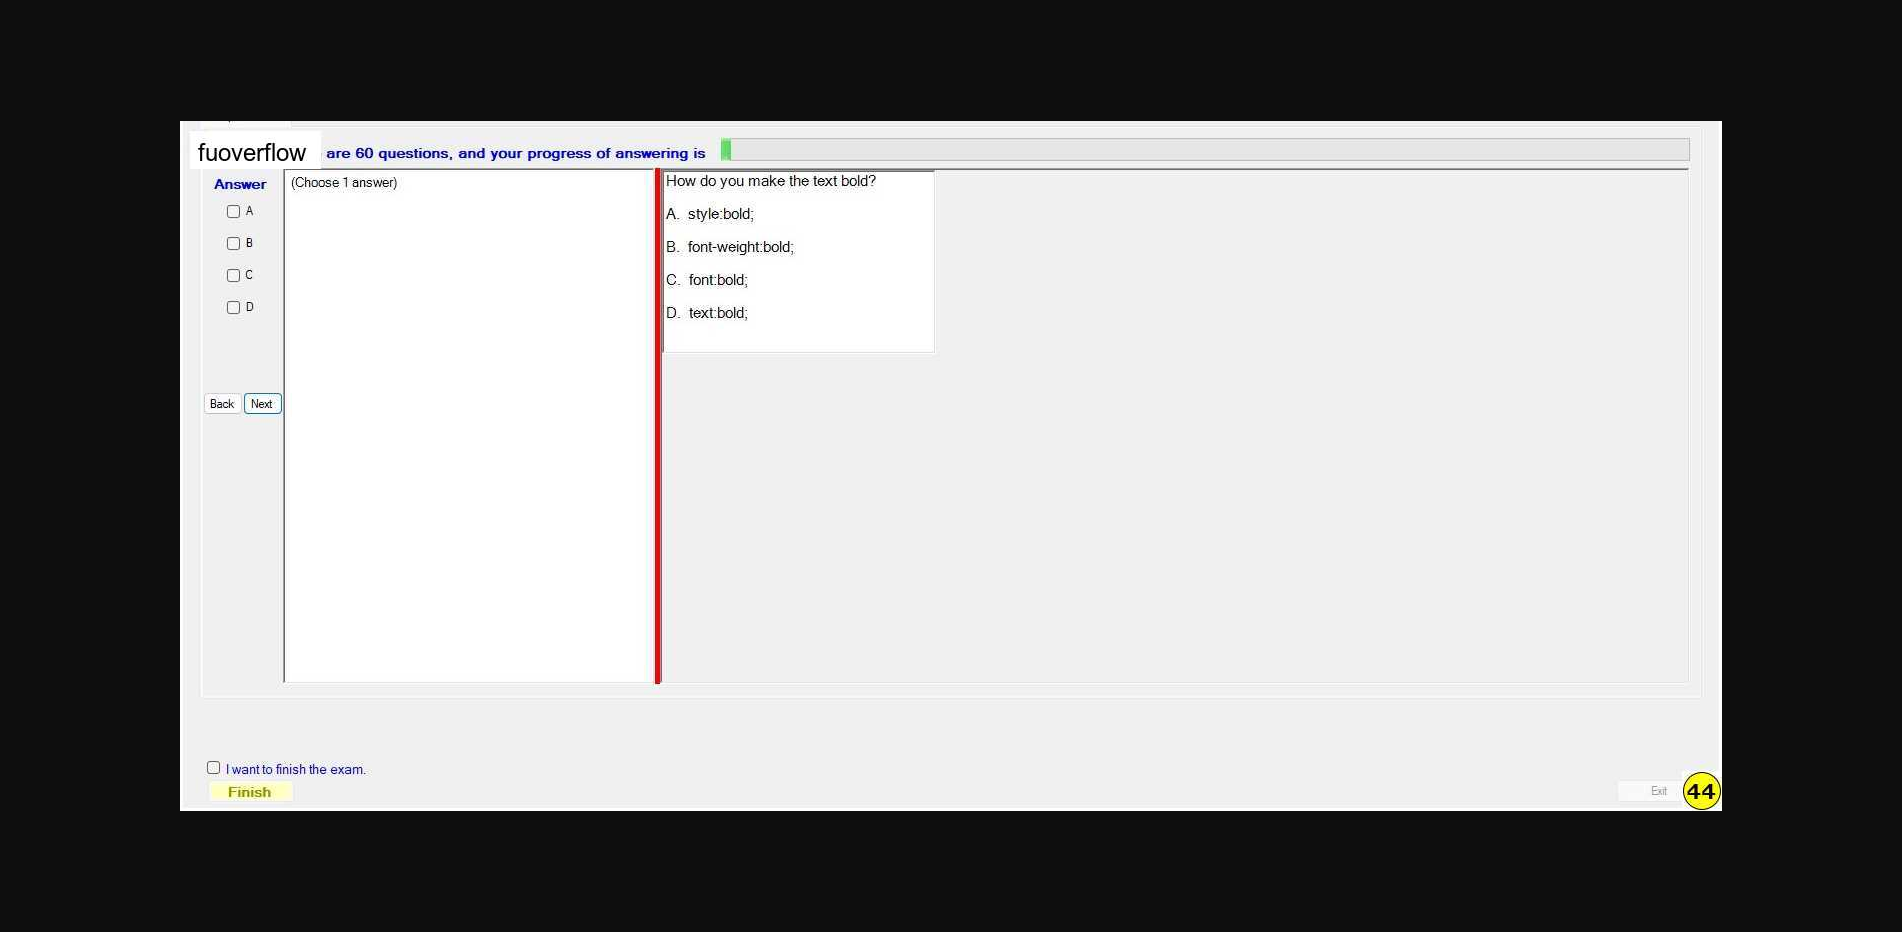 fuoverflow are 60 questions, and your progress of answering is
Answer
A
B
C
D
Back Next
(Choose 1 answer)
How do you make the text bold?
A. style:bold;
B. font-weight:bold;
C. font:bold;
D. text:bold;
I want to finish the exam.
Finish
Exit
44